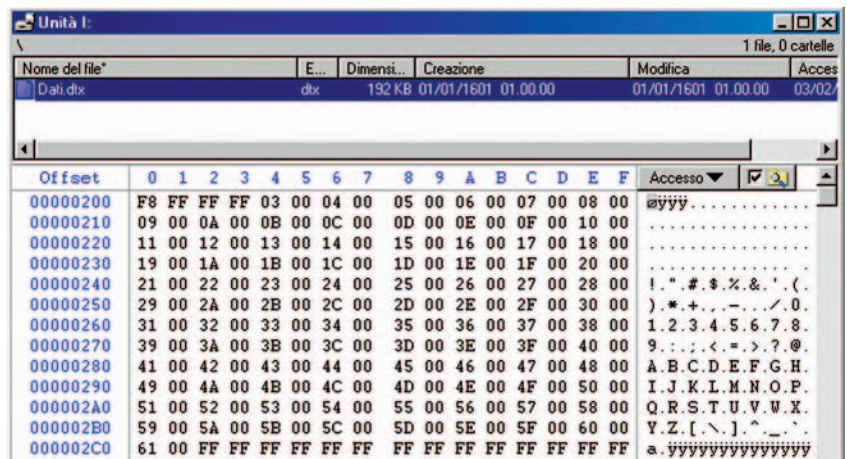 Unità I:
\ 1 file, 0 cartelle
Nome del file* E... Dimensi... Creazione Modifica Acces
Dati.dtx dtx 192 KB 01/01/1601 01.00.00 01/01/1601 01.00.00 03/02/
Offset 0 1 2 3 4 5 6 7 8 9 A B C D E F Accesso
00000200 F8 FF FF FF 03 00 04 00 05 00 06 00 07 00 08 00 øÿÿÿ............
00000210 09 00 0A 00 0B 00 0C 00 0D 00 0E 00 0F 00 10 00 ................
00000220 11 00 12 00 13 00 14 00 15 00 16 00 17 00 18 00 ................
00000230 19 00 1A 00 1B 00 1C 00 1D 00 1E 00 1F 00 20 00 .............. .
00000240 21 00 22 00 23 00 24 00 25 00 26 00 27 00 28 00 !.".#.$.%.&.'.(.
00000250 29 00 2A 00 2B 00 2C 00 2D 00 2E 00 2F 00 30 00 ).*.+.,.-.../.0.
00000260 31 00 32 00 33 00 34 00 35 00 36 00 37 00 38 00 1.2.3.4.5.6.7.8.
00000270 39 00 3A 00 3B 00 3C 00 3D 00 3E 00 3F 00 40 00 9.:.;.<.=.>.?.@.
00000280 41 00 42 00 43 00 44 00 45 00 46 00 47 00 48 00 A.B.C.D.E.F.G.H.
00000290 49 00 4A 00 4B 00 4C 00 4D 00 4E 00 4F 00 50 00 I.J.K.L.M.N.O.P.
000002A0 51 00 52 00 53 00 54 00 55 00 56 00 57 00 58 00 Q.R.S.T.U.V.W.X.
000002B0 59 00 5A 00 5B 00 5C 00 5D 00 5E 00 5F 00 60 00 Y.Z.[.\.].^._.`.
000002C0 61 00 FF FF FF FF FF FF FF FF FF FF FF FF FF FF a.ÿÿÿÿÿÿÿÿÿÿÿÿÿÿ